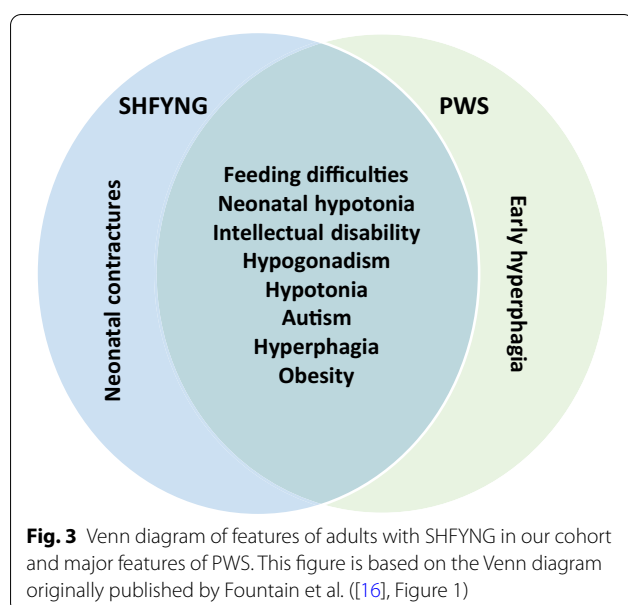 SHFYNG
PWS
Neonatal contractures
Feeding difficulties
Neonatal hypotonia
Intellectual disability
Hypogonadism
Hypotonia
Autism
Hyperphagia
Obesity
Early hyperphagia
Fig. 3 Venn diagram of features of adults with SHFYNG in our cohort
and major features of PWS. This figure is based on the Venn diagram
originally published by Fountain et al. ([16], Figure 1)